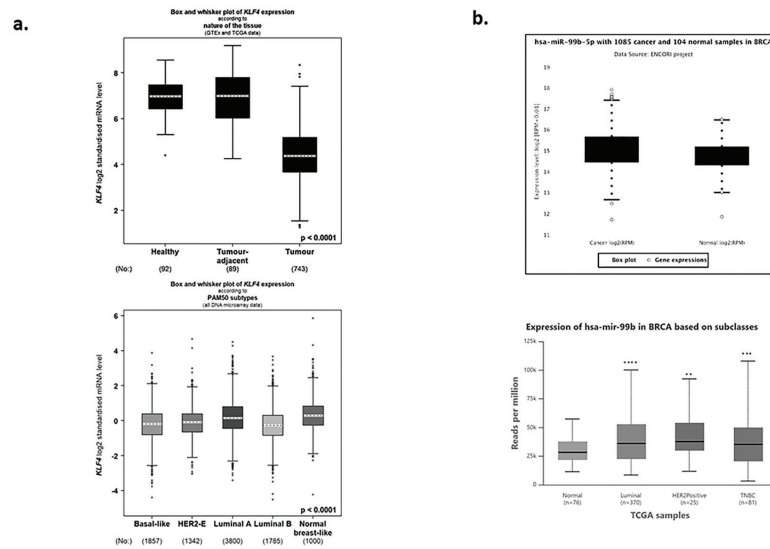 a.
Box and whisker plot of KLF4 expression
according to
nature of the tissue
(GTEx and TCGA data)
KLF4 log2 standardised mRNA level
8
6
4
2
p < 0.0001
Healthy Tumour-adjacent Tumour
(No:) (92) (89) (743)
Box and whisker plot of KLF4 expression
according to
PAM50 subtypes
(all DNA microarray data)
KLF4 log2 standardised mRNA level
6
4
2
0
-2
-4
p < 0.0001
Basal-like HER2-E Luminal A Luminal B Normal breast-like
(No:) (1857) (1342) (3800) (1785) (1000)
b.
hsa-miR-99b-5p with 1085 cancer and 104 normal samples in BRCA
Data Source: ENCORI project
Expression level: log2 [RPM+0.01]
19
18
17
16
15
14
13
12
11
Cancer log2(RPM) Normal log2(RPM)
Box plot Gene expressions
Expression of hsa-mir-99b in BRCA based on subclasses
Reads per million
125k
100k
75k
50k
25k
0
**** ** ***
Normal Luminal HER2Positive TNBC
(n=76) (n=370) (n=25) (n=81)
TCGA samples